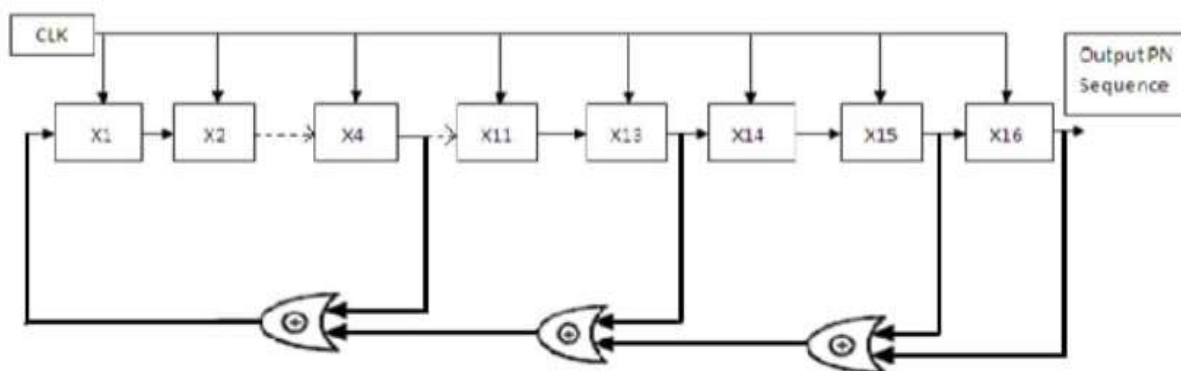 CLK
Output PN
Sequence
X1
X2
X4
X11
X13
X14
X15
X16